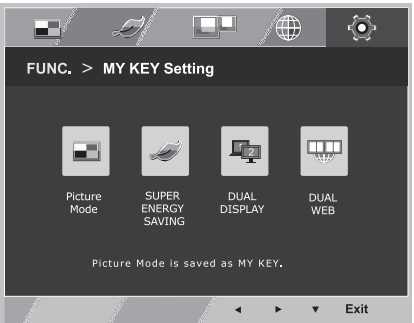 FUNC. > MY KEY Setting
Picture
Mode
SUPER
ENERGY
SAVING
2
DUAL
DISPLAY
DUAL
WEB
Picture Mode is saved as MY KEY.
◄ ► ▼ Exit